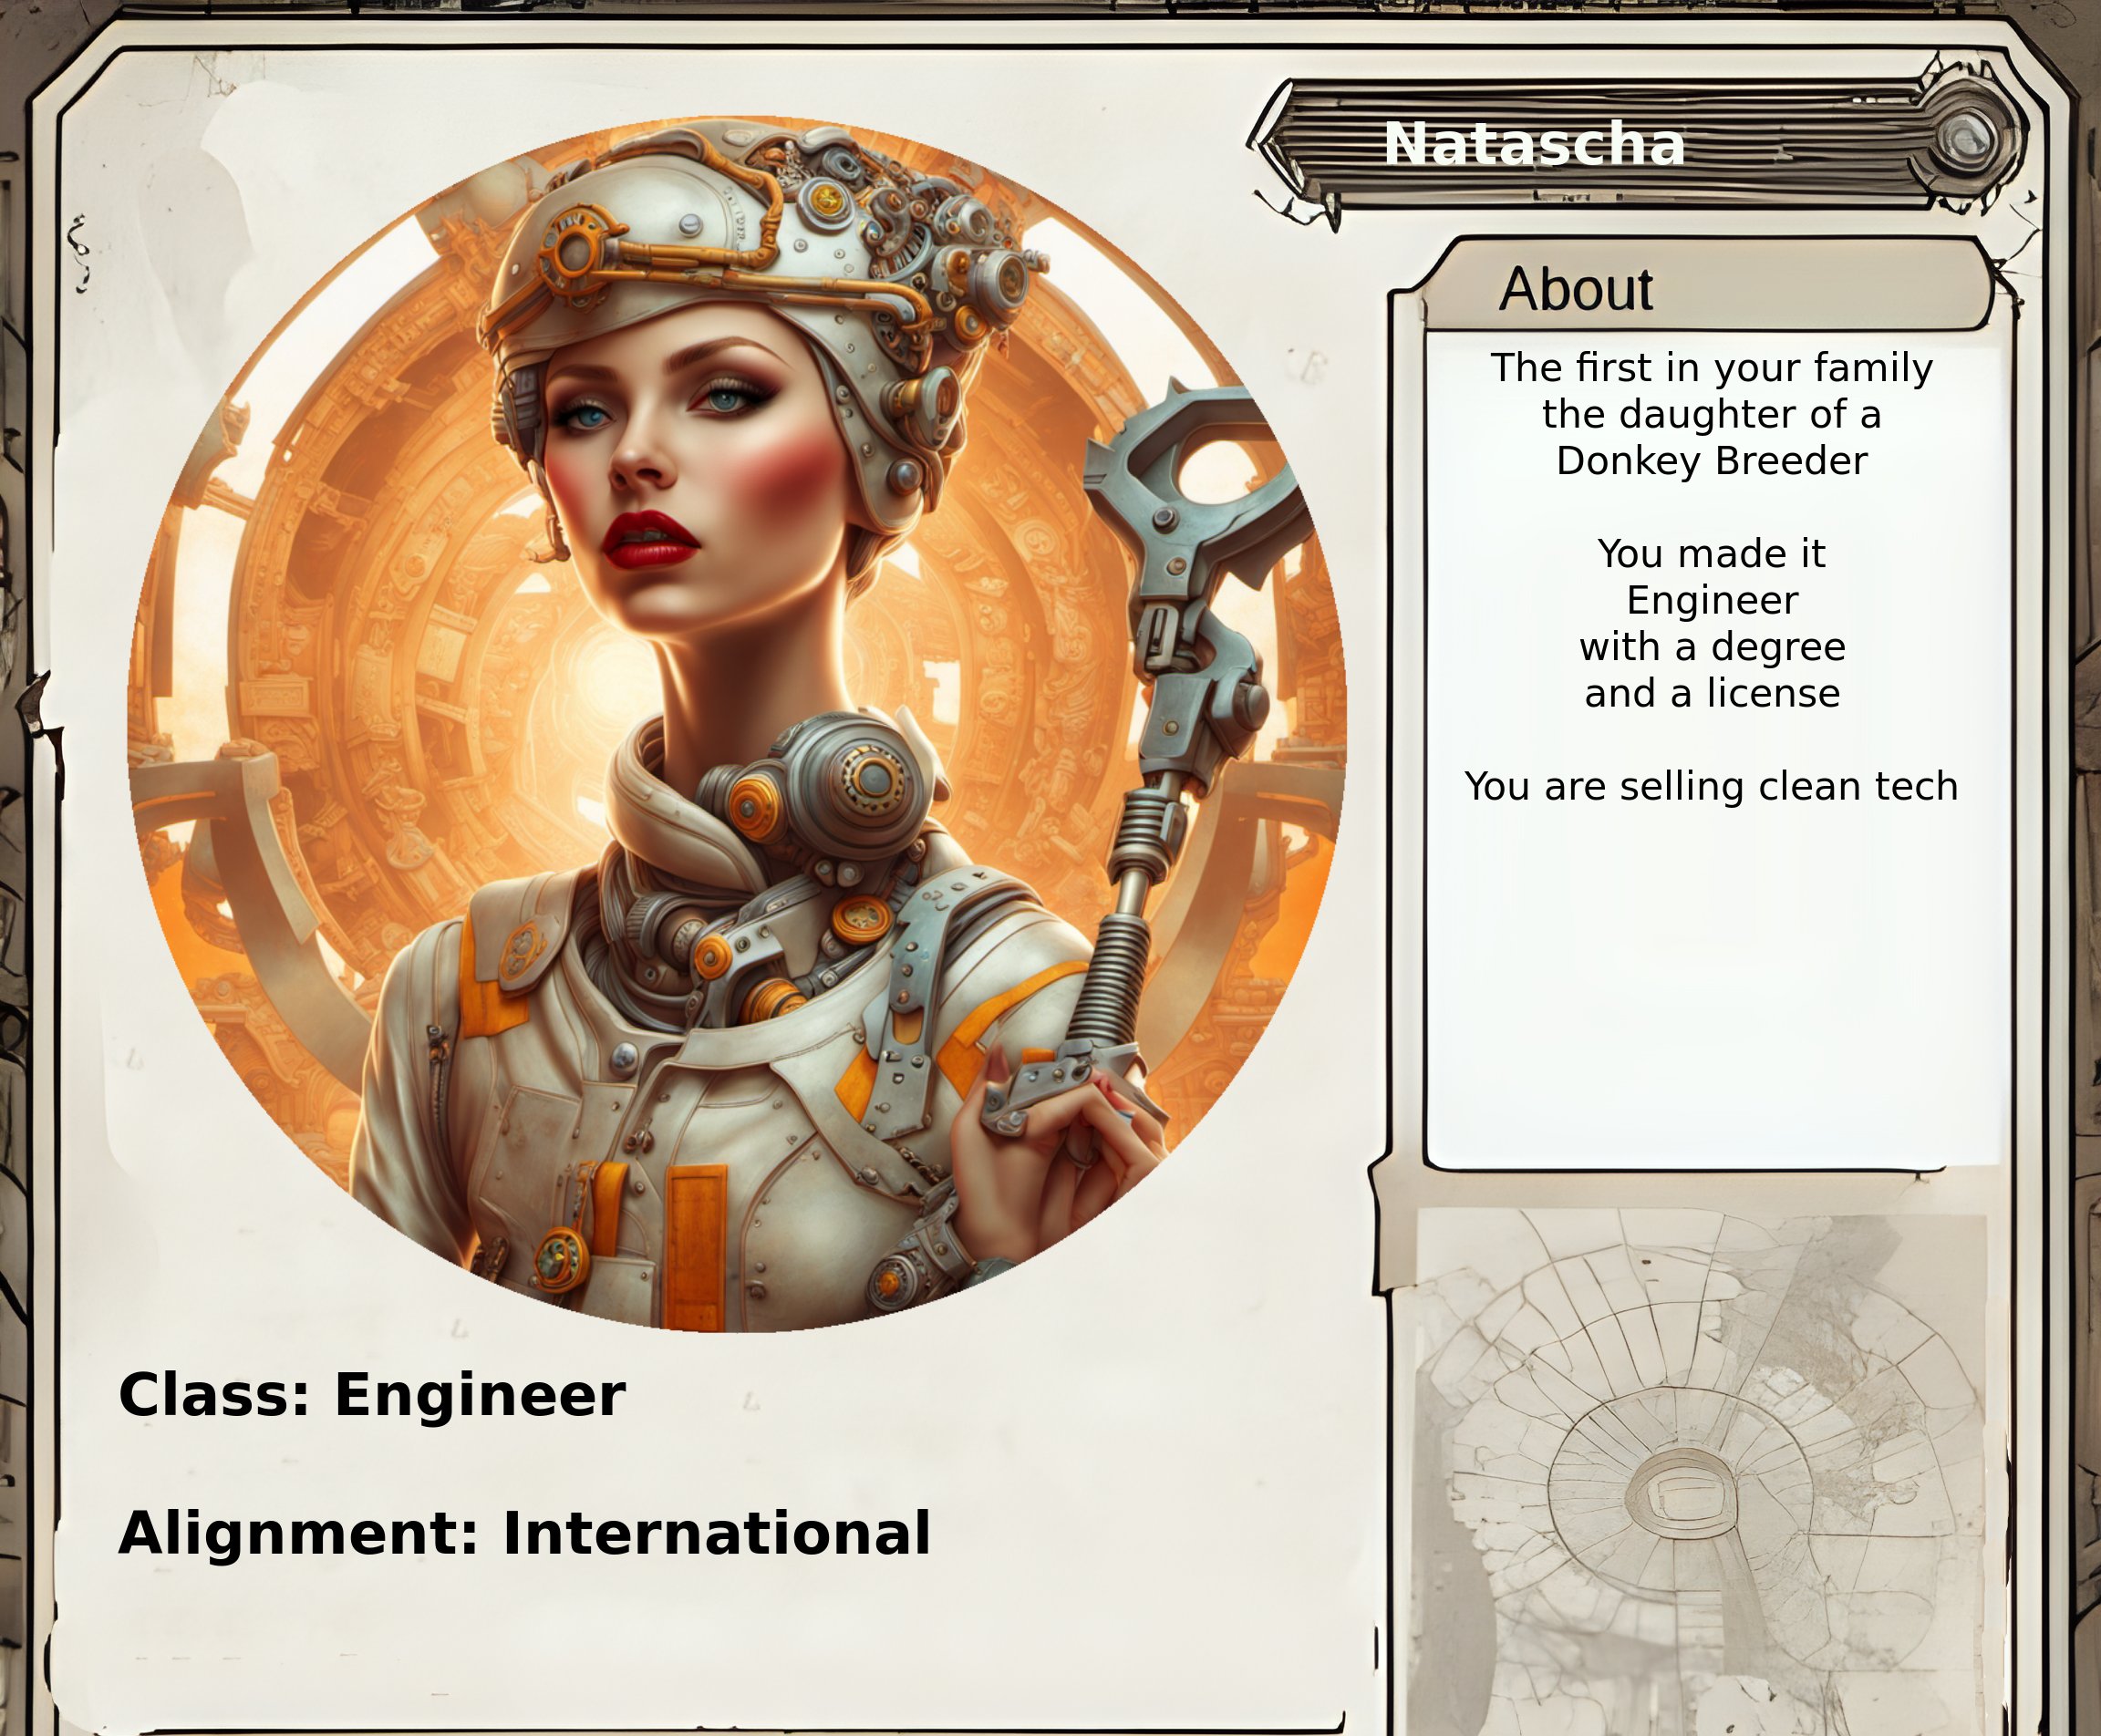 Natascha
About
The first in your family
the daughter of a
Donkey Breeder
You made it
Engineer
with a degree
and a license
You are selling clean tech
Class: Engineer
Alignment: International